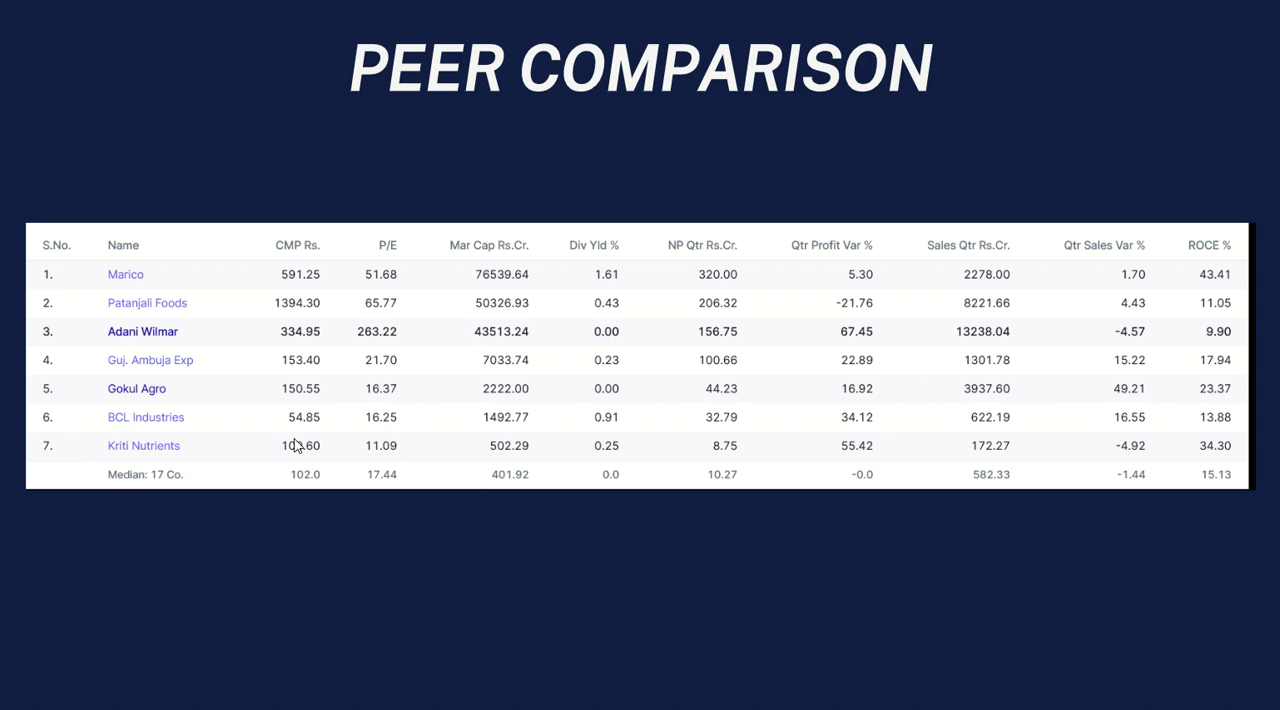 PEER COMPARISON
S.No. Name CMP Rs. P/E Mar Cap Rs.Cr. Div Yld % NP Qtr Rs.Cr. Qtr Profit Var % Sales Qtr Rs.Cr. Qtr Sales Var % ROCE %
1. Marico 591.25 51.68 76539.64 1.61 320.00 5.30 2278.00 1.70 43.41
2. Patanjali Foods 1394.30 65.77 50326.93 0.43 206.32 -21.76 8221.66 4.43 11.05
3. Adani Wilmar 334.95 263.22 43513.24 0.00 156.75 67.45 13238.04 -4.57 9.90
4. Guj. Ambuja Exp 153.40 21.70 7033.74 0.23 100.66 22.89 1301.78 15.22 17.94
5. Gokul Agro 150.55 16.37 2222.00 0.00 44.23 16.92 3937.60 49.21 23.37
6. BCL Industries 54.85 16.25 1492.77 0.91 32.79 34.12 622.19 16.55 13.88
7. Kriti Nutrients 11.09 502.29 0.25 8.75 55.42 172.27 -4.92 34.30
Median: 17 Co. 102.0 17.44 401.92 0.0 10.27 -0.0 582.33 -1.44 15.13